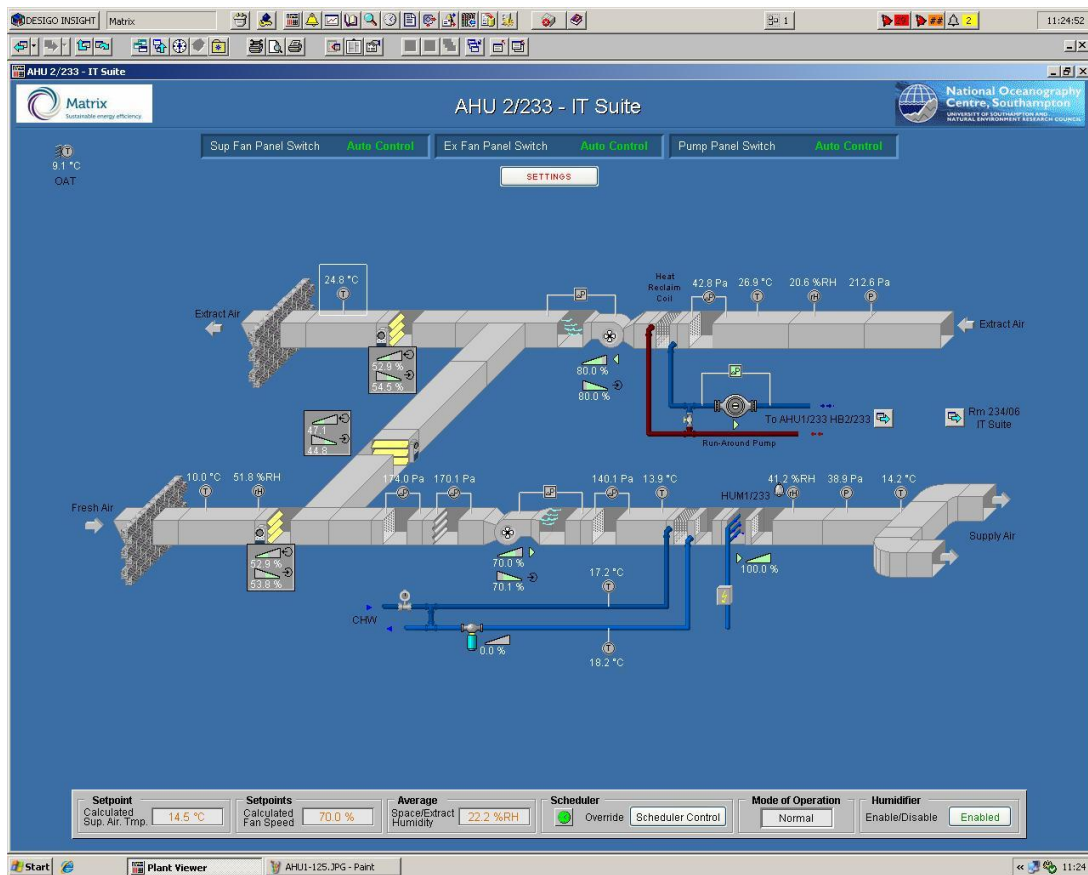 DESIGO INSIGHT Matrix 1 29 ## 2 11:24:52
AHU 2/233 - IT Suite
Matrix
Sustainable energy efficiency
AHU 2/233 - IT Suite
National Oceanography
Centre, Southampton
UNIVERSITY OF SOUTHAMPTON AND
NATURAL ENVIRONMENT RESEARCH COUNCIL
Sup Fan Panel Switch Auto Control Ex Fan Panel Switch Auto Control Pump Panel Switch Auto Control
T
9.1 °C
OAT
SETTINGS
24.8 °C
T
Heat
Reclaim
Coil
42.8 Pa 26.9 °C 20.6 %RH 212.6 Pa
T rH P
Extract Air
Extract Air
52.9 %
54.5 %
80.0 %
80.0 %
To AHU1/233 HB2/233
Rm 234/06
IT Suite
Run-Around Pump
47.1
44.8
10.0 °C 51.8 %RH 174.0 Pa 170.1 Pa 140.1 Pa 13.9 °C 41.2 %RH 38.9 Pa 14.2 °C
T rH T HUM1/233 rH P T
Fresh Air
Supply Air
52.9 %
53.8 %
70.0 %
70.1 %
100.0 %
17.2 °C
T
CHW
0.0 %
T
18.2 °C
Setpoint Setpoints Average Scheduler Mode of Operation Humidifier
Calculated
Sup. Air. Tmp. 14.5 °C
Calculated
Fan Speed 70.0 %
Space/Extract
Humidity 22.2 %RH
Override Scheduler Control
Normal
Enable/Disable Enabled
Start Plant Viewer AHU1-125.JPG - Paint 11:24